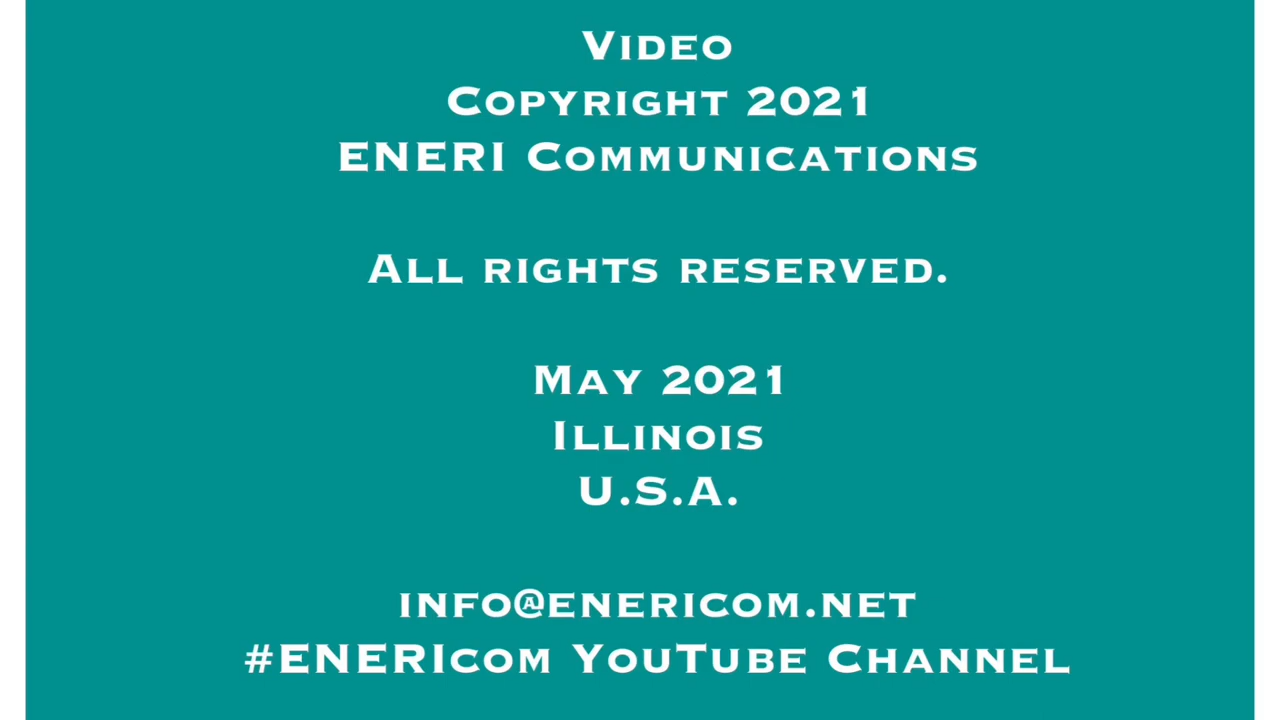 Video
Copyright 2021
ENERI Communications
All rights reserved.
May 2021
Illinois
U.S.A.
info@enericom.net
#ENERIcom YouTube Channel